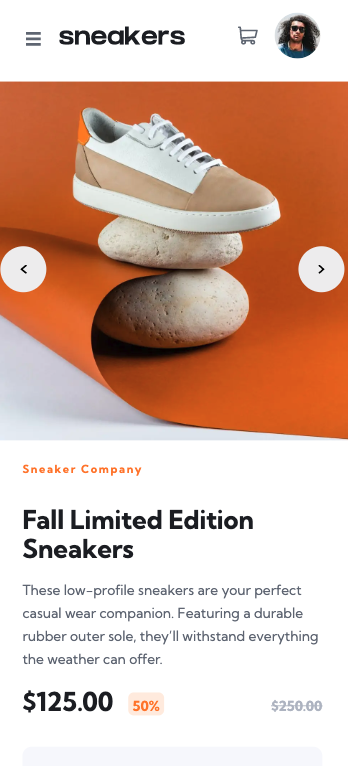 sneakers
Sneaker Company
Fall Limited Edition
Sneakers
These low-profile sneakers are your perfect
casual wear companion. Featuring a durable
rubber outer sole, they'll withstand everything
the weather can offer.
$125.00 50% $250.00